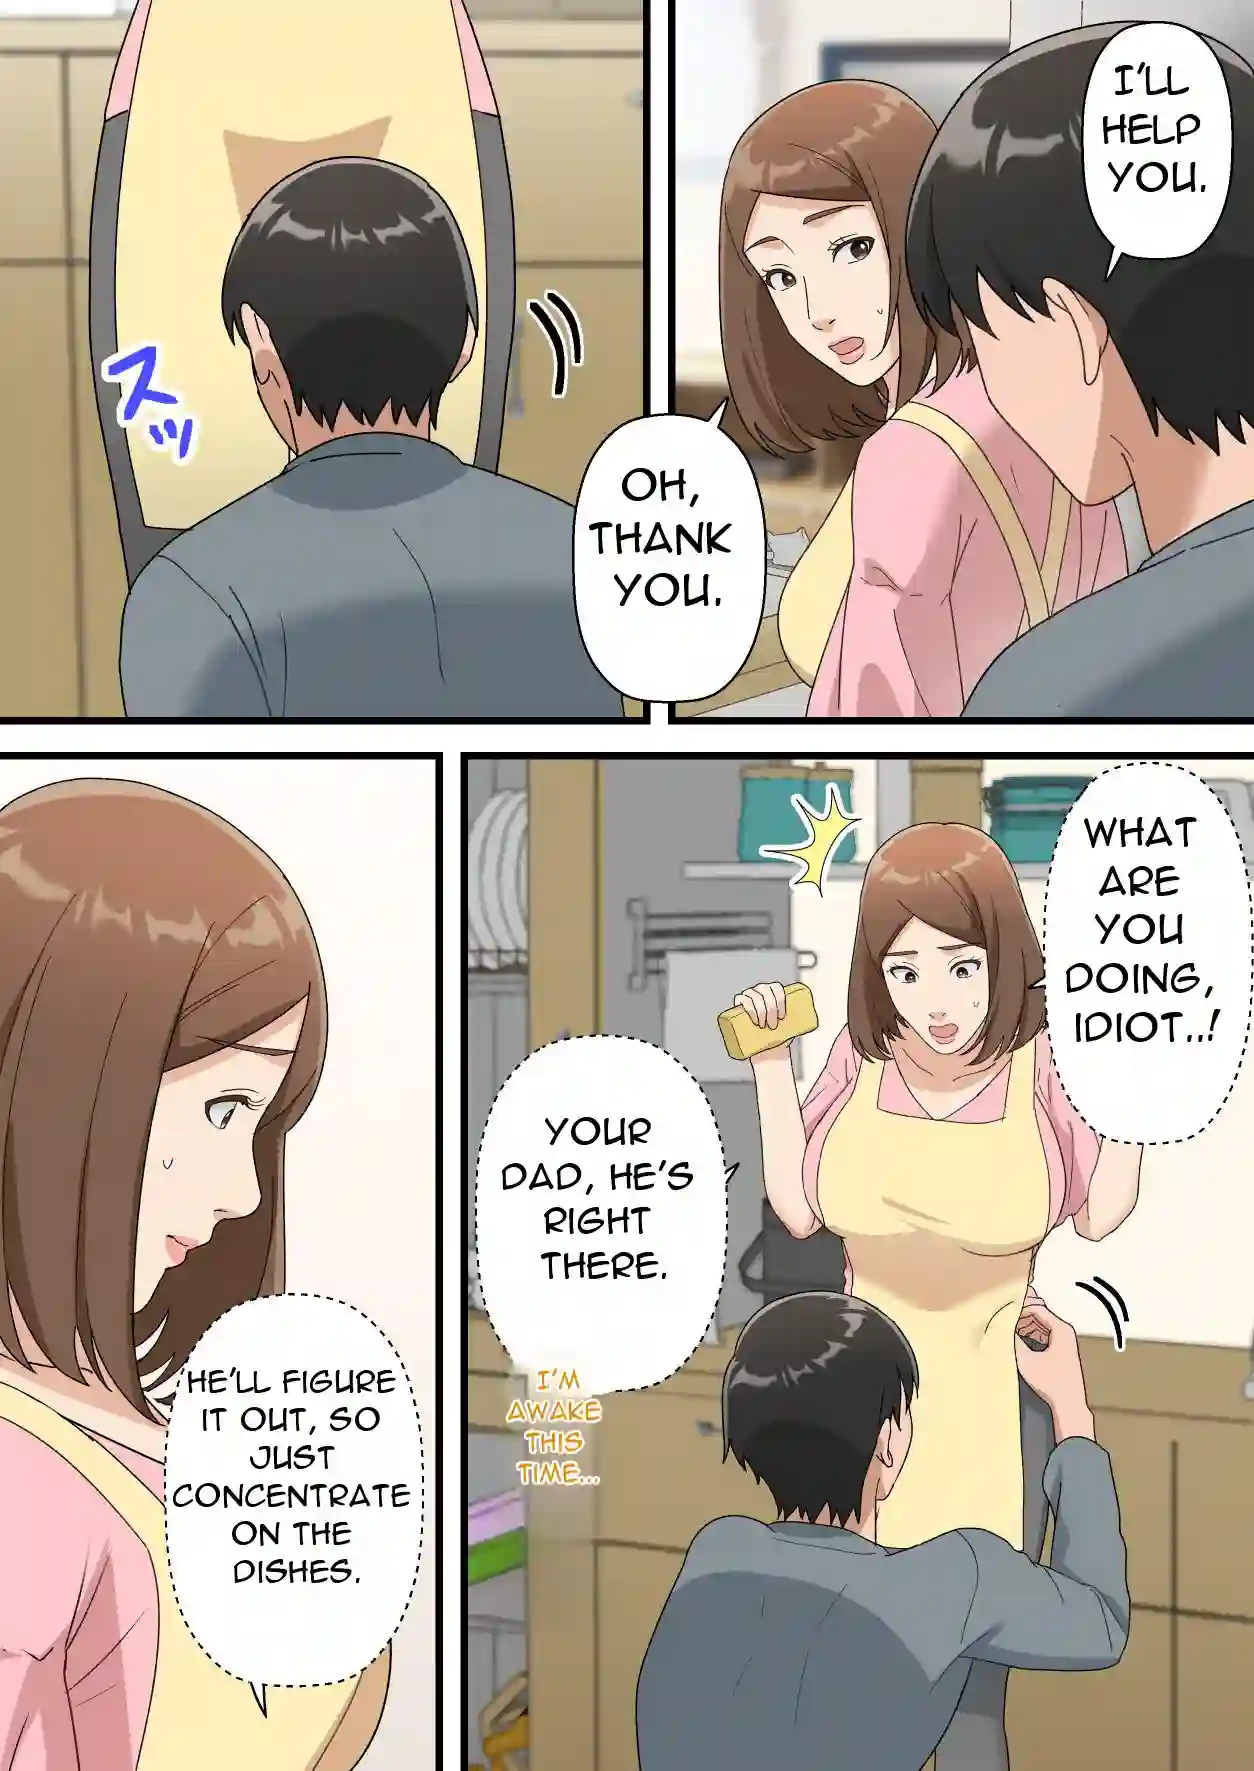 I'LL
HELP
YOU.
OH,
THANK
YOU.
スッ
WHAT
ARE
YOU
DOING,
IDIOT..!
YOUR
DAD, HE'S
RIGHT
THERE.
I'M
AWAKE
THIS
TIME...
HE'LL FIGURE
IT OUT, SO
JUST
CONCENTRATE
ON THE
DISHES.